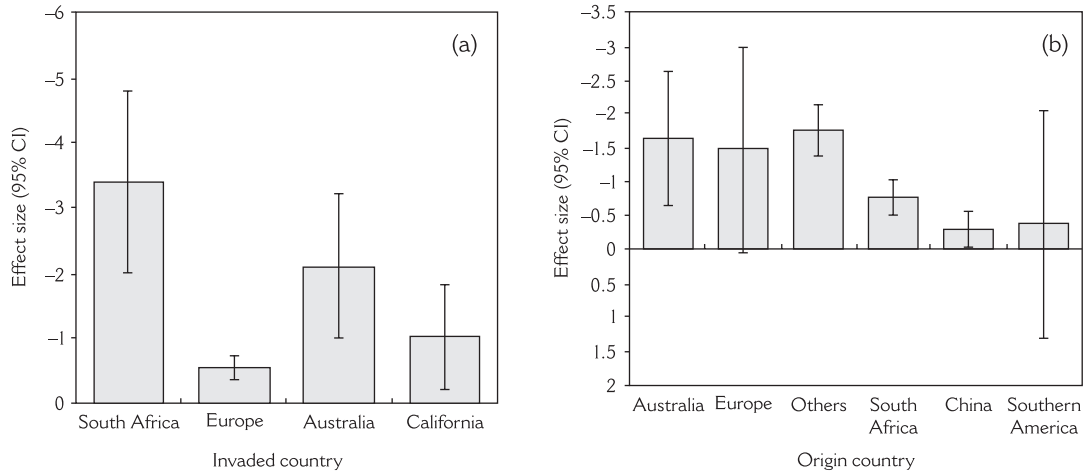 (a)
Effect size (95% CI)
–6
–5
–4
–3
–2
–1
0
South Africa Europe Australia California
Invaded country
(b)
Effect size (95% CI)
–3.5
–3
–2.5
–2
–1.5
–1
–0.5
0
0.5
1
1.5
2
Australia Europe Others South China Southern
Africa America
Origin country